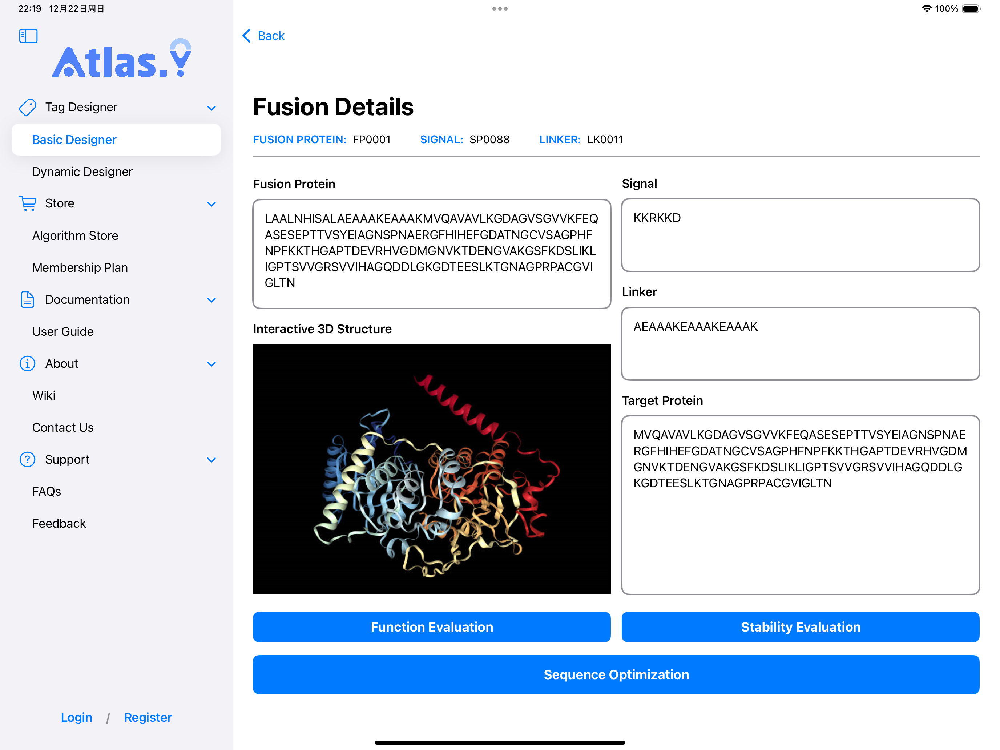 22:19 12月22日周日
100%
Atlas.
Tag Designer
Basic Designer
Dynamic Designer
Store
Algorithm Store
Membership Plan
Documentation
User Guide
About
Wiki
Contact Us
Support
FAQs
Feedback
Login / Register
Back
Fusion Details
FUSION PROTEIN: FP0001 SIGNAL: SP0088 LINKER: LK0011
Fusion Protein
LAALNHISALAEAAAKEAAAKMVQAVAVLKGDAGVSGVVKFEQ
ASESEPTTVSYEIAGNSPNAERGFHIHEFGDATNGCVSAGPHF
NPFKKTHGAPTDEVRHVGDMGNVKTDENGVAKGSFKDSLIKL
IGPTSVVGRSVVIHAGQDDLGKGDTEESLKTGNAGPRPACGVI
GLTN
Interactive 3D Structure
Signal
KKRKKD
Linker
AEAAAKEAAAKEAAAK
Target Protein
MVQAVAVLKGDAGVSGVVKFEQASESEPTTVSYEIAGNSPNAE
RGFHIHEFGDATNGCVSAGPHFNPFKKTHGAPTDEVRHVGDM
GNVKTDENGVAKGSFKDSLIKLIGPTSVVGRSVVIHAGQDDLG
KGDTEESLKTGNAGPRPACGVIGLTN
Function Evaluation
Stability Evaluation
Sequence Optimization